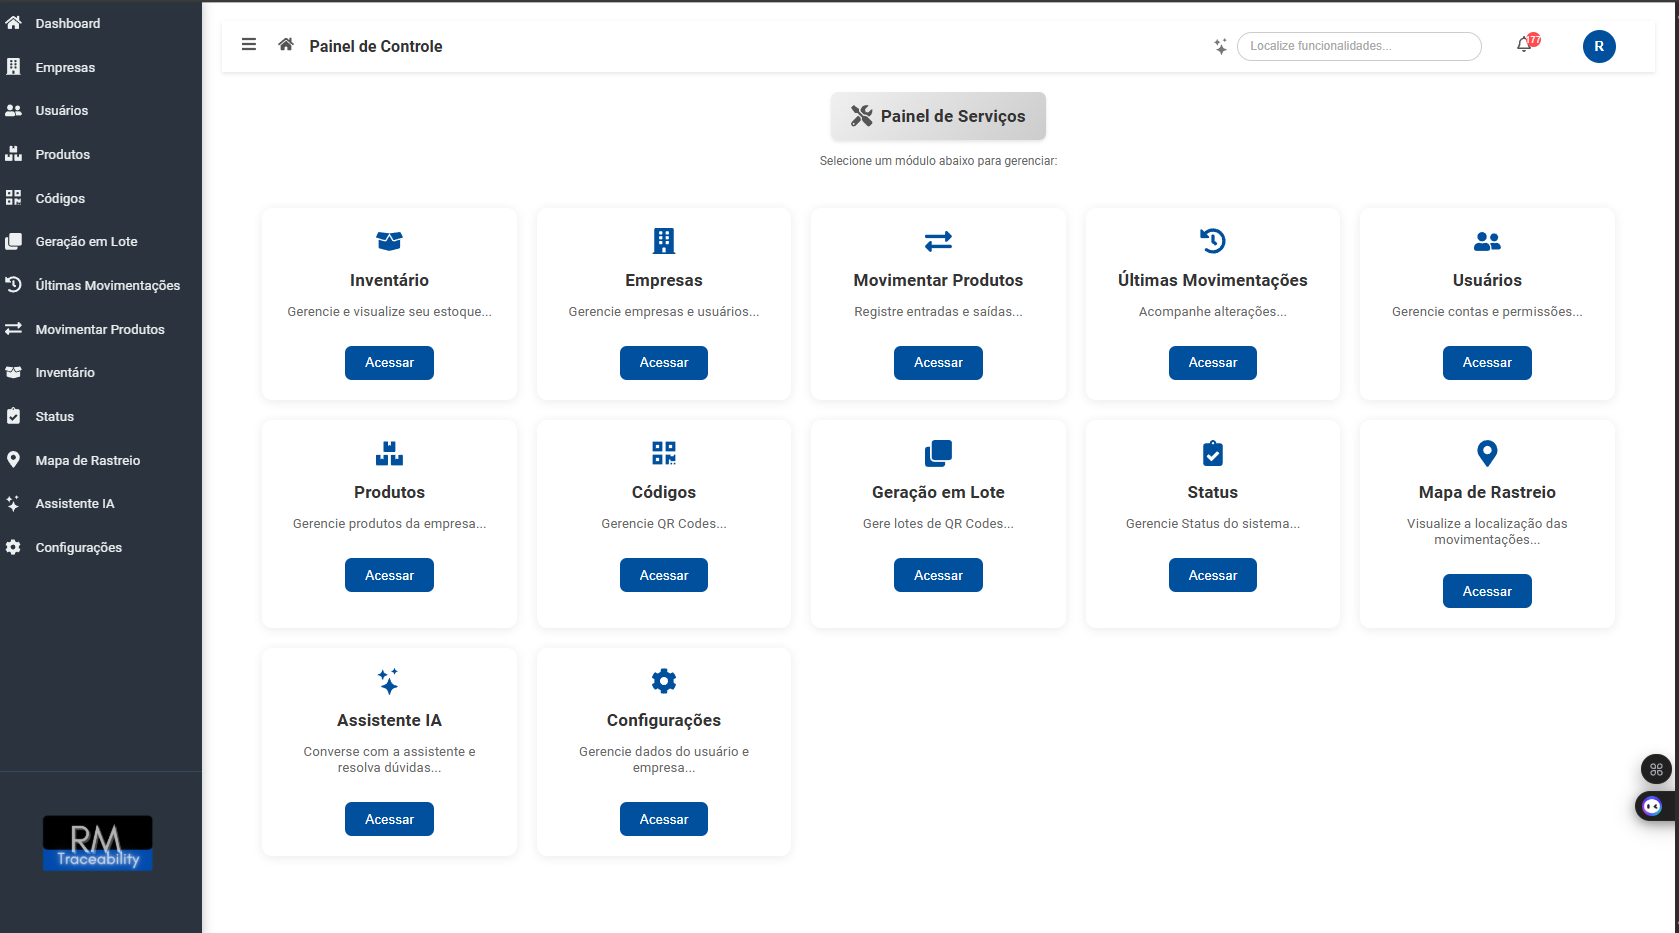 Dashboard
Empresas
Usuários
Produtos
Códigos
Geração em Lote
Últimas Movimentações
Movimentar Produtos
Inventário
Status
Mapa de Rastreio
Assistente IA
Configurações
RM
Traceability
Painel de Controle
Localize funcionalidades...
177
R
Painel de Serviços
Selecione um módulo abaixo para gerenciar:
Inventário
Gerencie e visualize seu estoque...
Acessar
Empresas
Gerencie empresas e usuários...
Acessar
Movimentar Produtos
Registre entradas e saídas...
Acessar
Últimas Movimentações
Acompanhe alterações...
Acessar
Usuários
Gerencie contas e permissões...
Acessar
Produtos
Gerencie produtos da empresa...
Acessar
Códigos
Gerencie QR Codes...
Acessar
Geração em Lote
Gere lotes de QR Codes...
Acessar
Status
Gerencie Status do sistema...
Acessar
Mapa de Rastreio
Visualize a localização das
movimentações...
Acessar
Assistente IA
Converse com a assistente e
resolva dúvidas...
Acessar
Configurações
Gerencie dados do usuário e
empresa...
Acessar